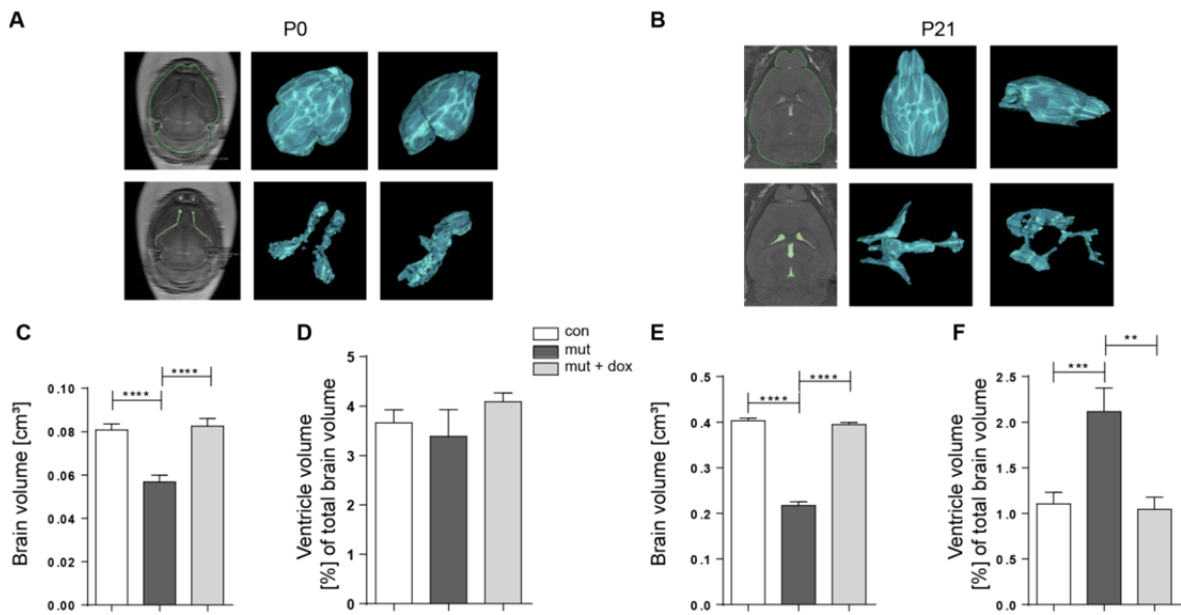 A
P0
B
P21
C
Brain volume [cm³]
0.10
0.08
0.06
0.04
0.02
0.00
****
****
D
Ventricle volume
[%] of total brain volume
5
4
3
2
1
0
con
mut
mut + dox
E
Brain volume [cm³]
0.5
0.4
0.3
0.2
0.1
0.0
****
****
F
Ventricle volume
[%] of total brain volume
2.5
2.0
1.5
1.0
0.5
0.0
***
**